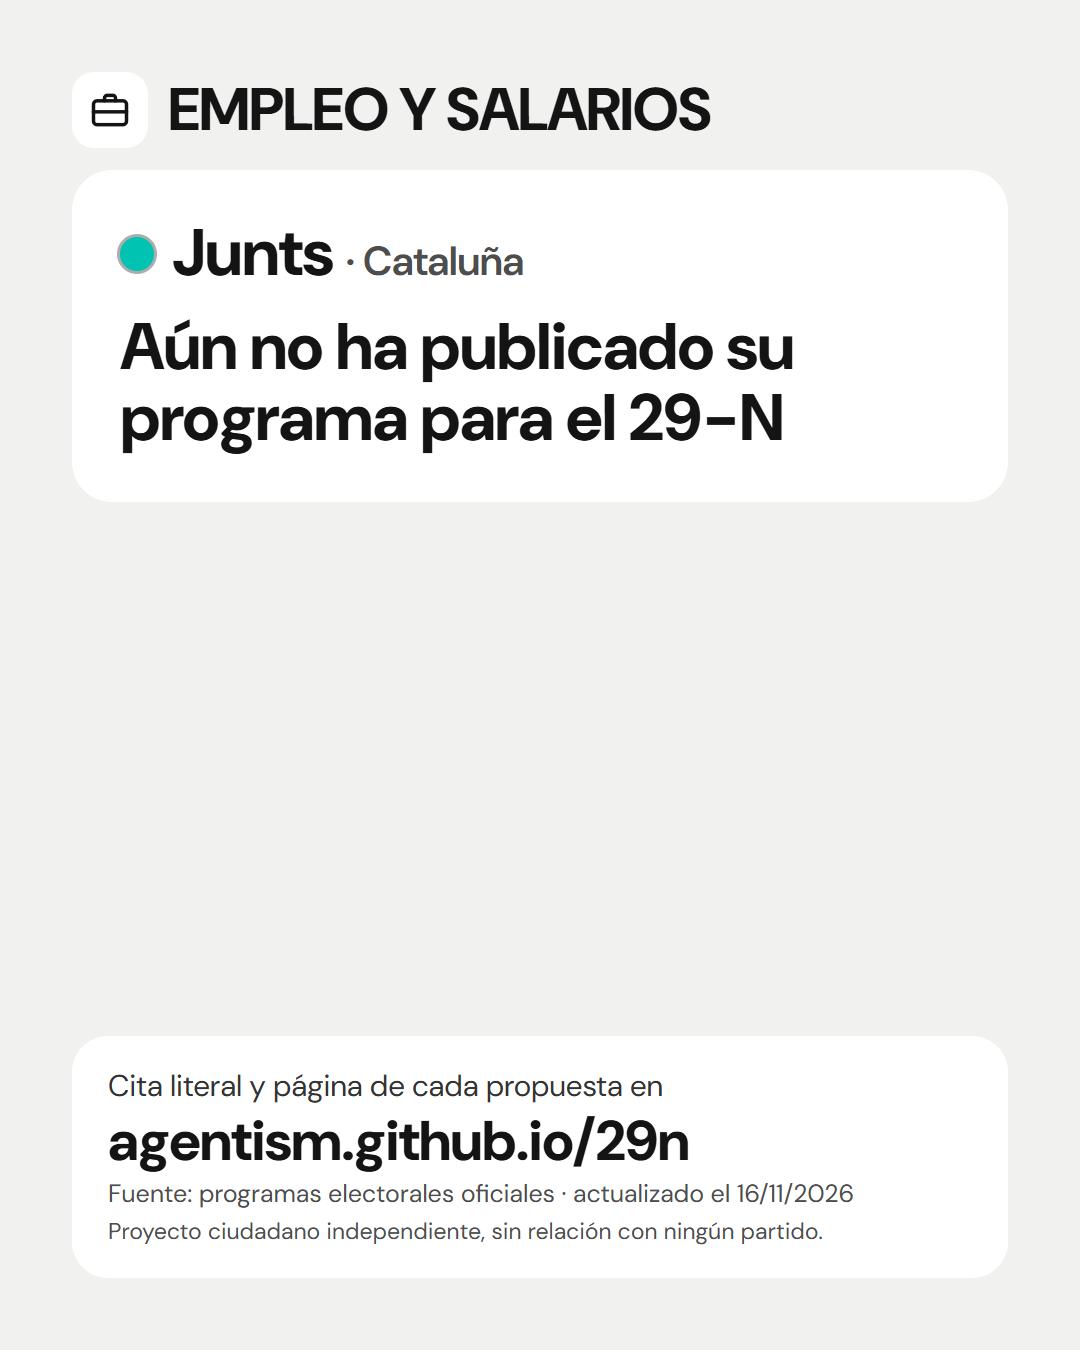 EMPLEO Y SALARIOS
Junts · Cataluña
Aún no ha publicado su
programa para el 29-N
Cita literal y página de cada propuesta en
agentism.github.io/29n
Fuente: programas electorales oficiales · actualizado el 16/11/2026
Proyecto ciudadano independiente, sin relación con ningún partido.